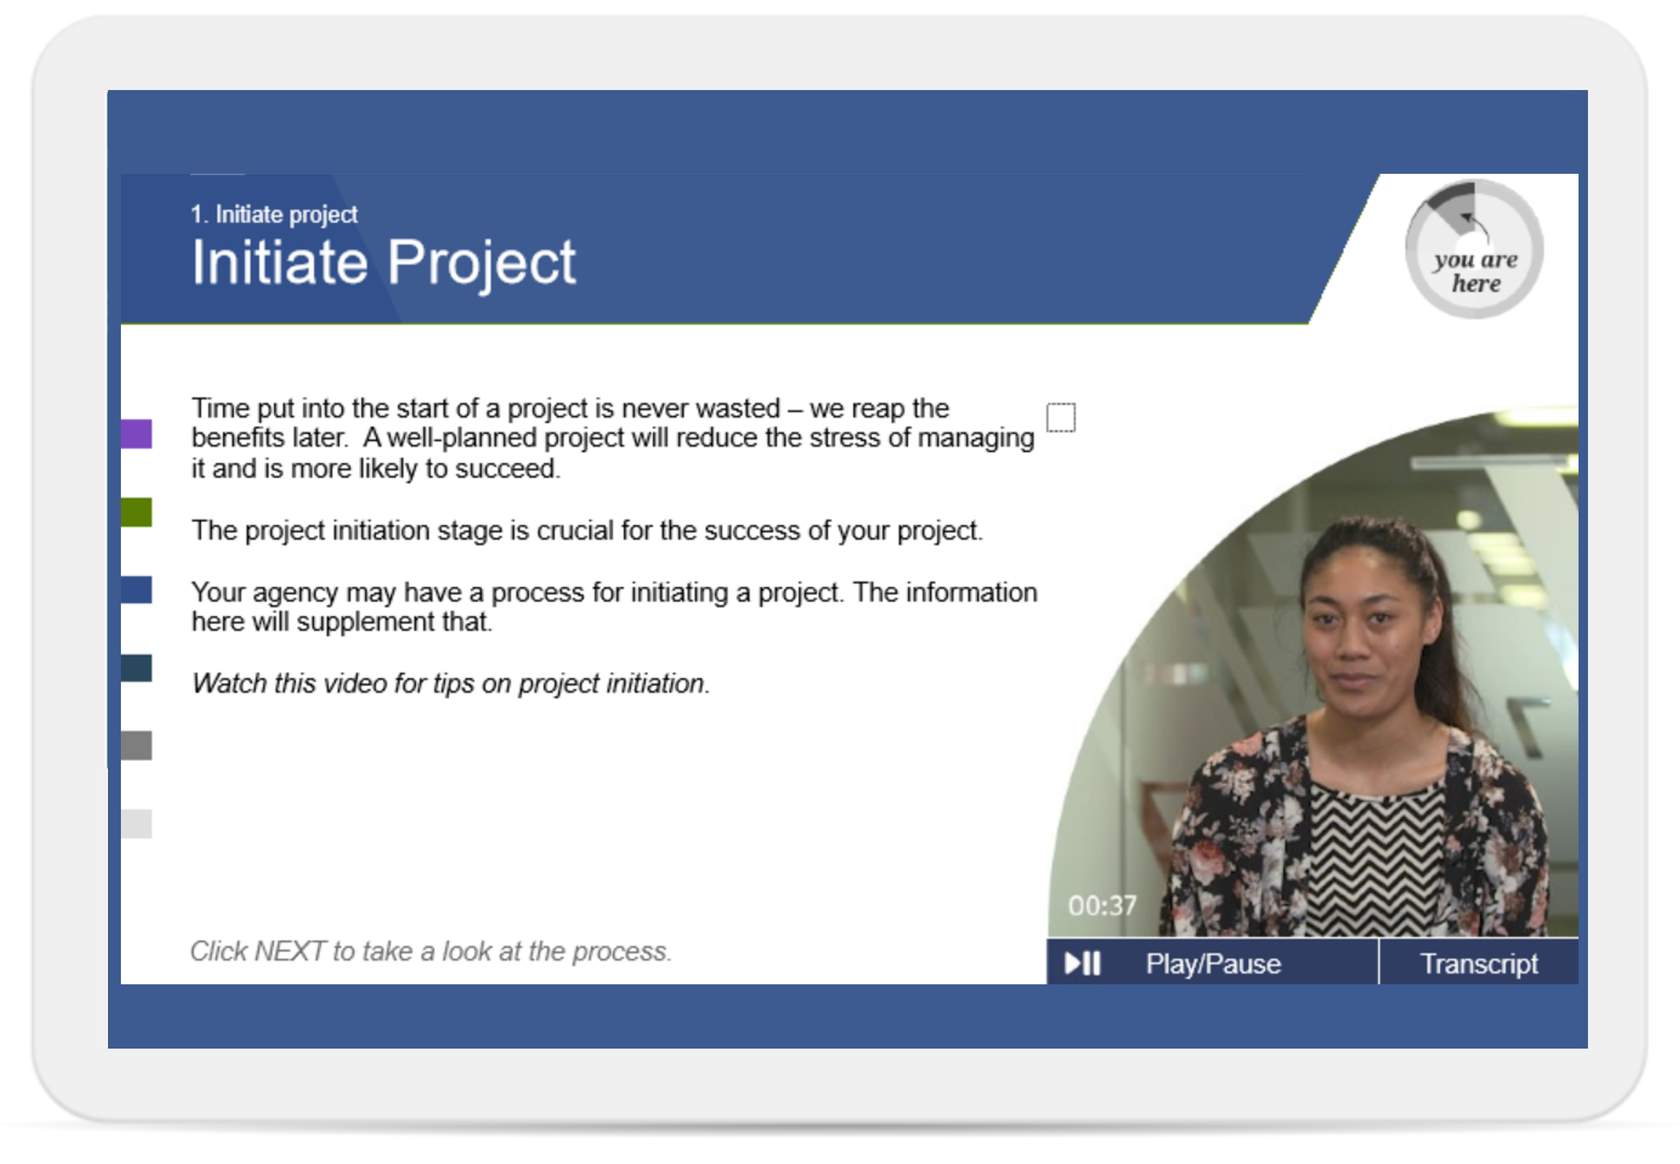 1. Initiate project
Initiate Project
you are
here
Time put into the start of a project is never wasted – we reap the
benefits later.  A well-planned project will reduce the stress of managing
it and is more likely to succeed.
The project initiation stage is crucial for the success of your project.
Your agency may have a process for initiating a project. The information
here will supplement that.
Watch this video for tips on project initiation.
Click NEXT to take a look at the process.
00:37
Play/Pause
Transcript